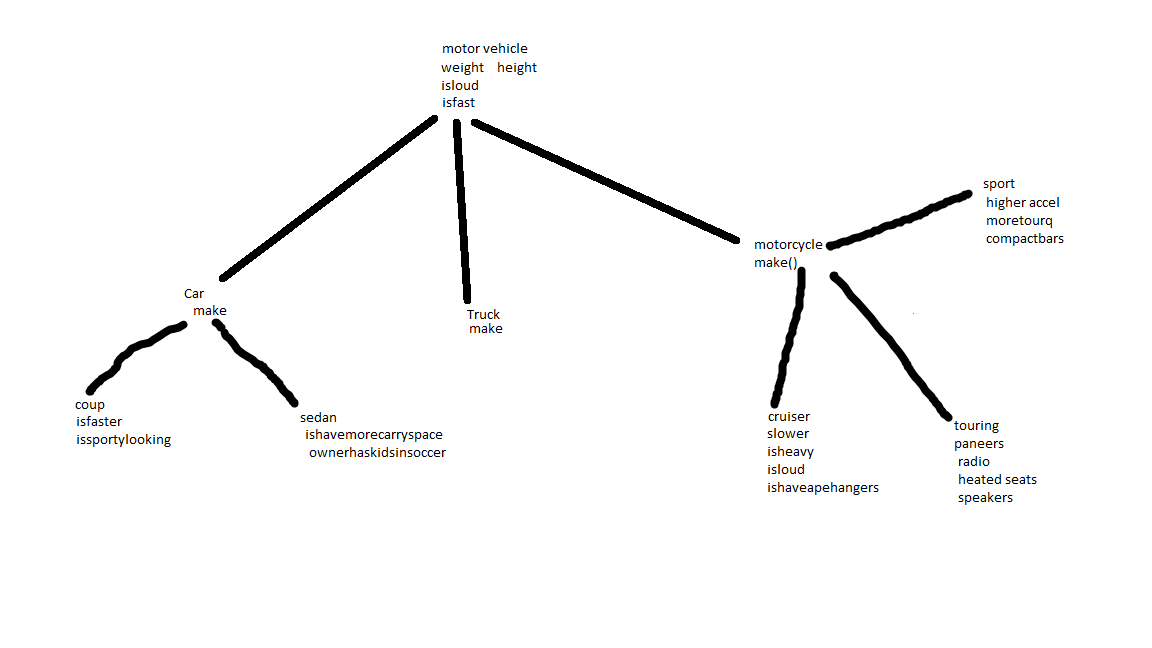 motor vehicle
weight height
isloud
isfast
sport
higher accel
moretourq
compactbars
motorcycle
make()
Car
make
Truck
make
coup
isfaster
issportylooking
sedan
ishavemorecarryspace
ownerhaskidsinsoccer
cruiser
slower
isheavy
isloud
ishaveapehangers
touring
paneers
radio
heated seats
speakers